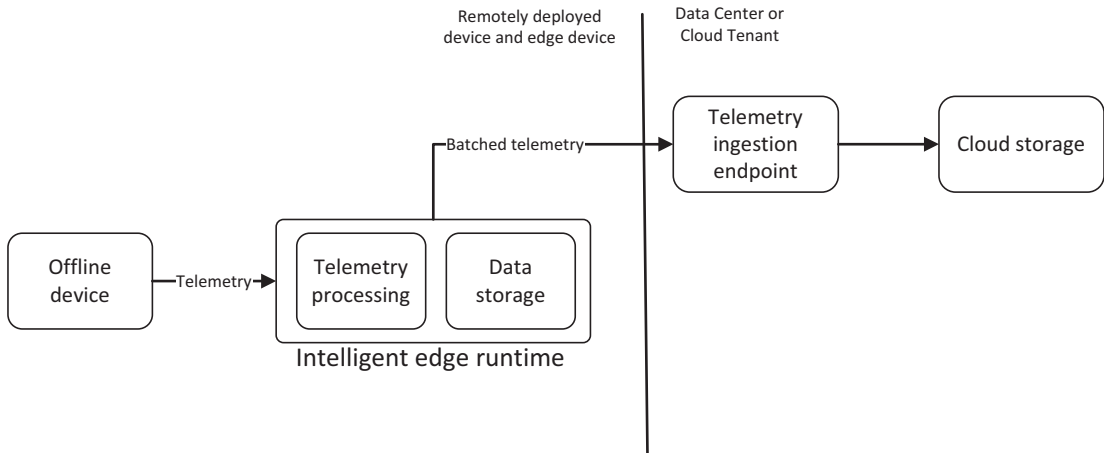 Remotely deployed
device and edge device
Data Center or
Cloud Tenant
Telemetry
ingestion
endpoint
Cloud storage
Batched telemetry
Offline
device
Telemetry
Telemetry
processing
Data
storage
Intelligent edge runtime